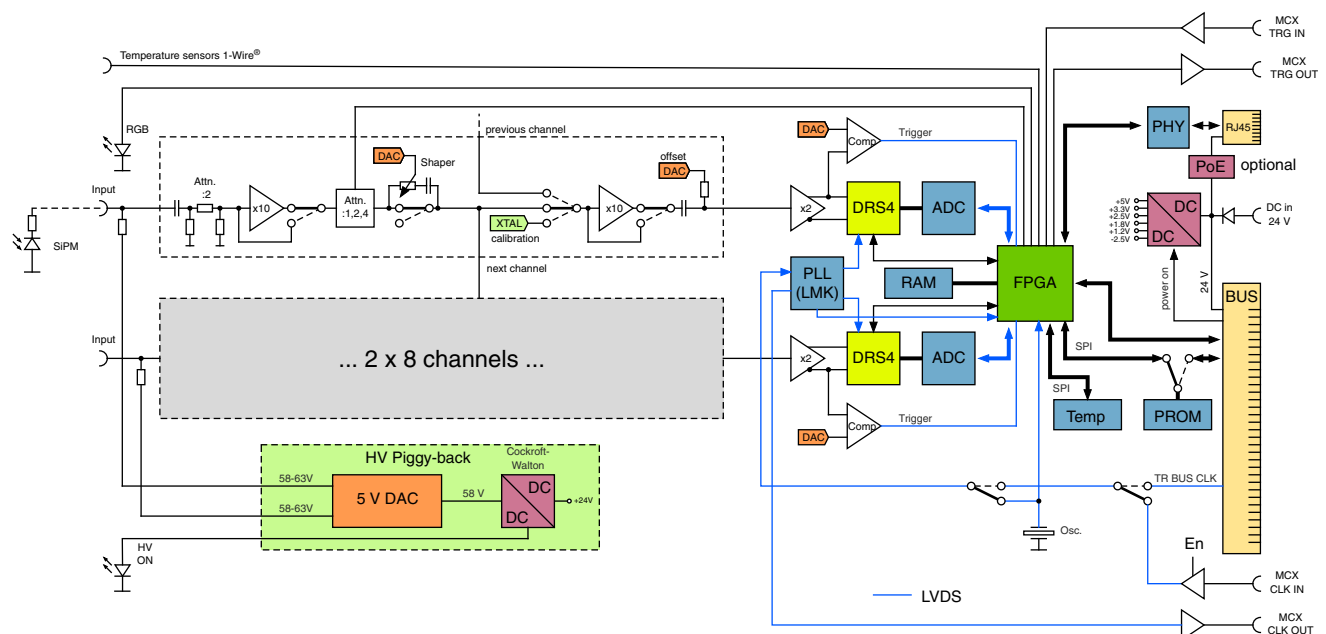 MCX
TRG IN
Temperature sensors 1-Wire®
MCX
TRG OUT
RGB
previous channel
DAC
Comp
Trigger
PHY
RJ45
PoE
optional
DAC
Shaper
offset
DAC
Input
Attn.
:2
x10
Attn.
:1,2,4
XTAL
calibration
x10
x2
DRS4
ADC
+5V
+3.3V
+2.5V
+1.8V
+1.2V
-2.5V
DC
DC
DC in
24 V
SiPM
next channel
PLL
(LMK)
RAM
FPGA
power on
24 V
BUS
Input
... 2 x 8 channels ...
x2
DRS4
ADC
SPI
SPI
Temp
PROM
DAC
Comp
Trigger
HV Piggy-back
Cockroft-
Walton
58-63V
58-63V
5 V DAC
58 V
DC
DC
+24V
TR BUS CLK
Osc.
HV
ON
En
MCX
CLK IN
LVDS
MCX
CLK OUT